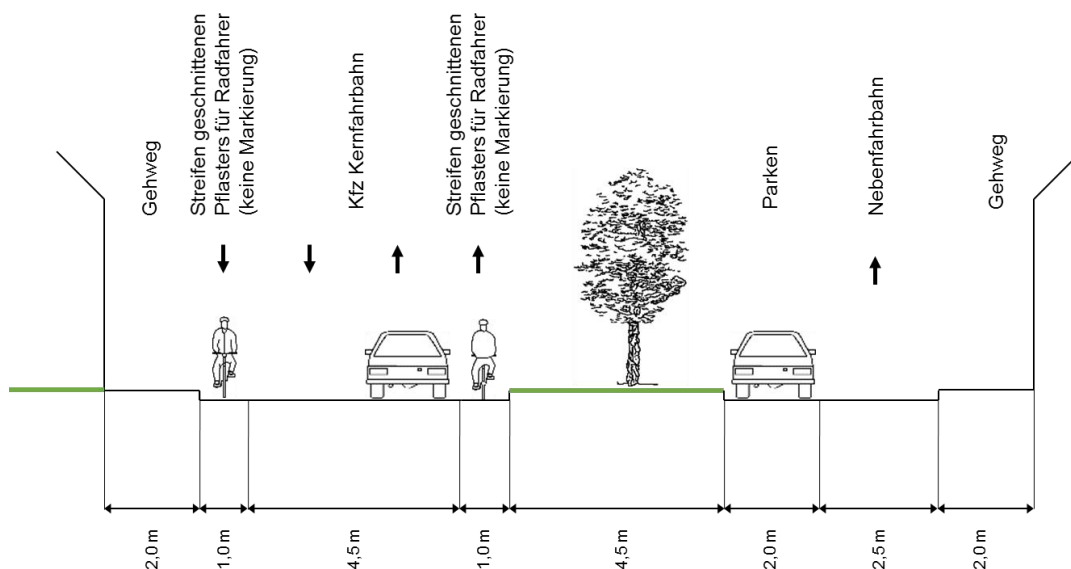 Gehweg
Streifen geschnittenen
Pflasters für Radfahrer
(keine Markierung)
Kfz Kernfahrbahn
Streifen geschnittenen
Pflasters für Radfahrer
(keine Markierung)
Parken
Nebenfahrbahn
Gehweg
2,0 m
1,0 m
4,5 m
1,0 m
4,5 m
2,0 m
2,5 m
2,0 m